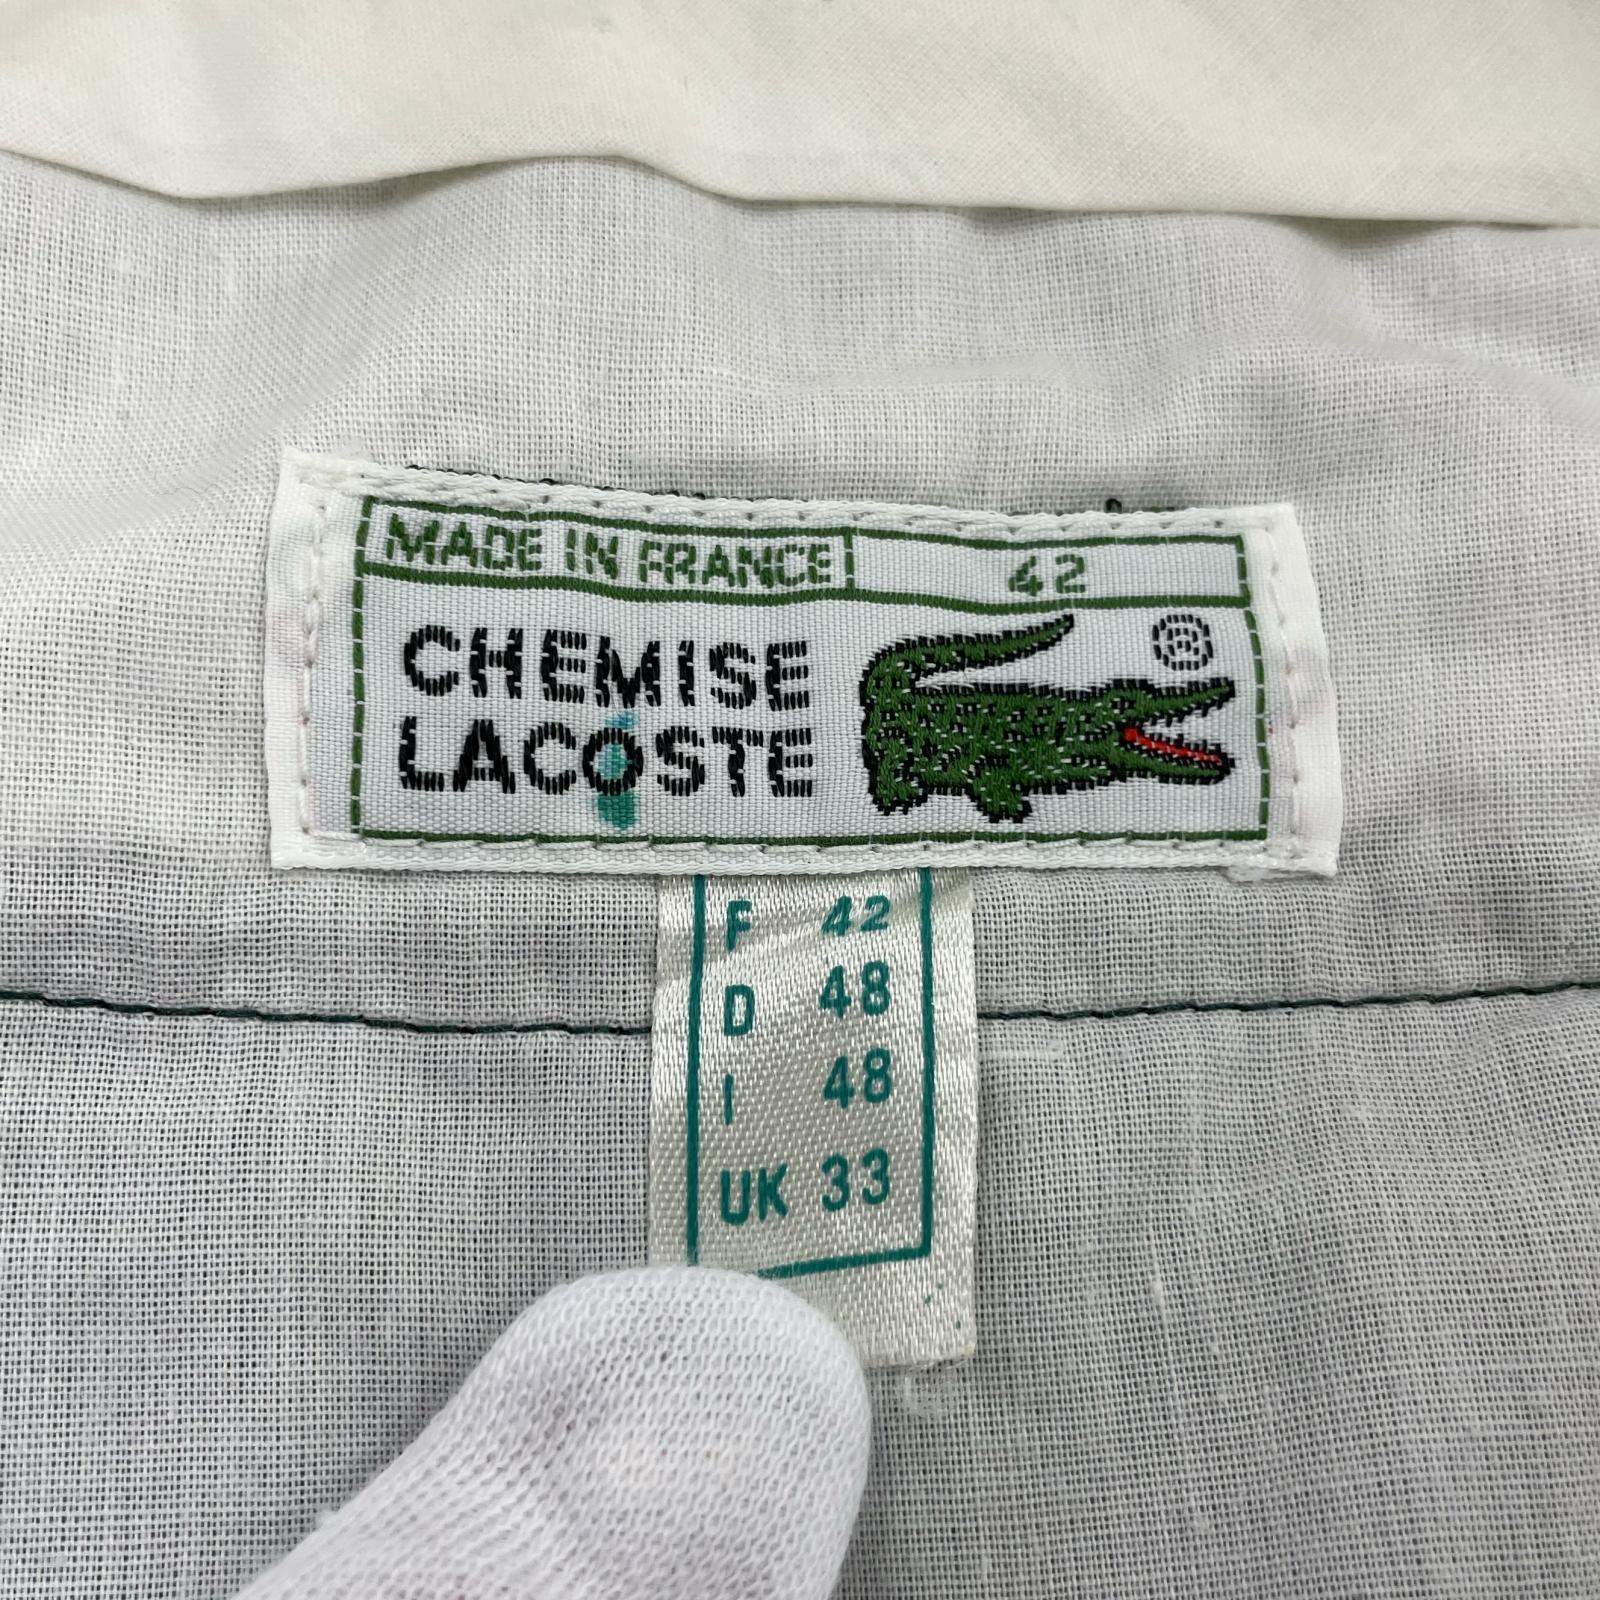 MADE IN FRANCE 42
CHEMISE
LACOSTE
®
F 42
D 48
I 48
UK 33